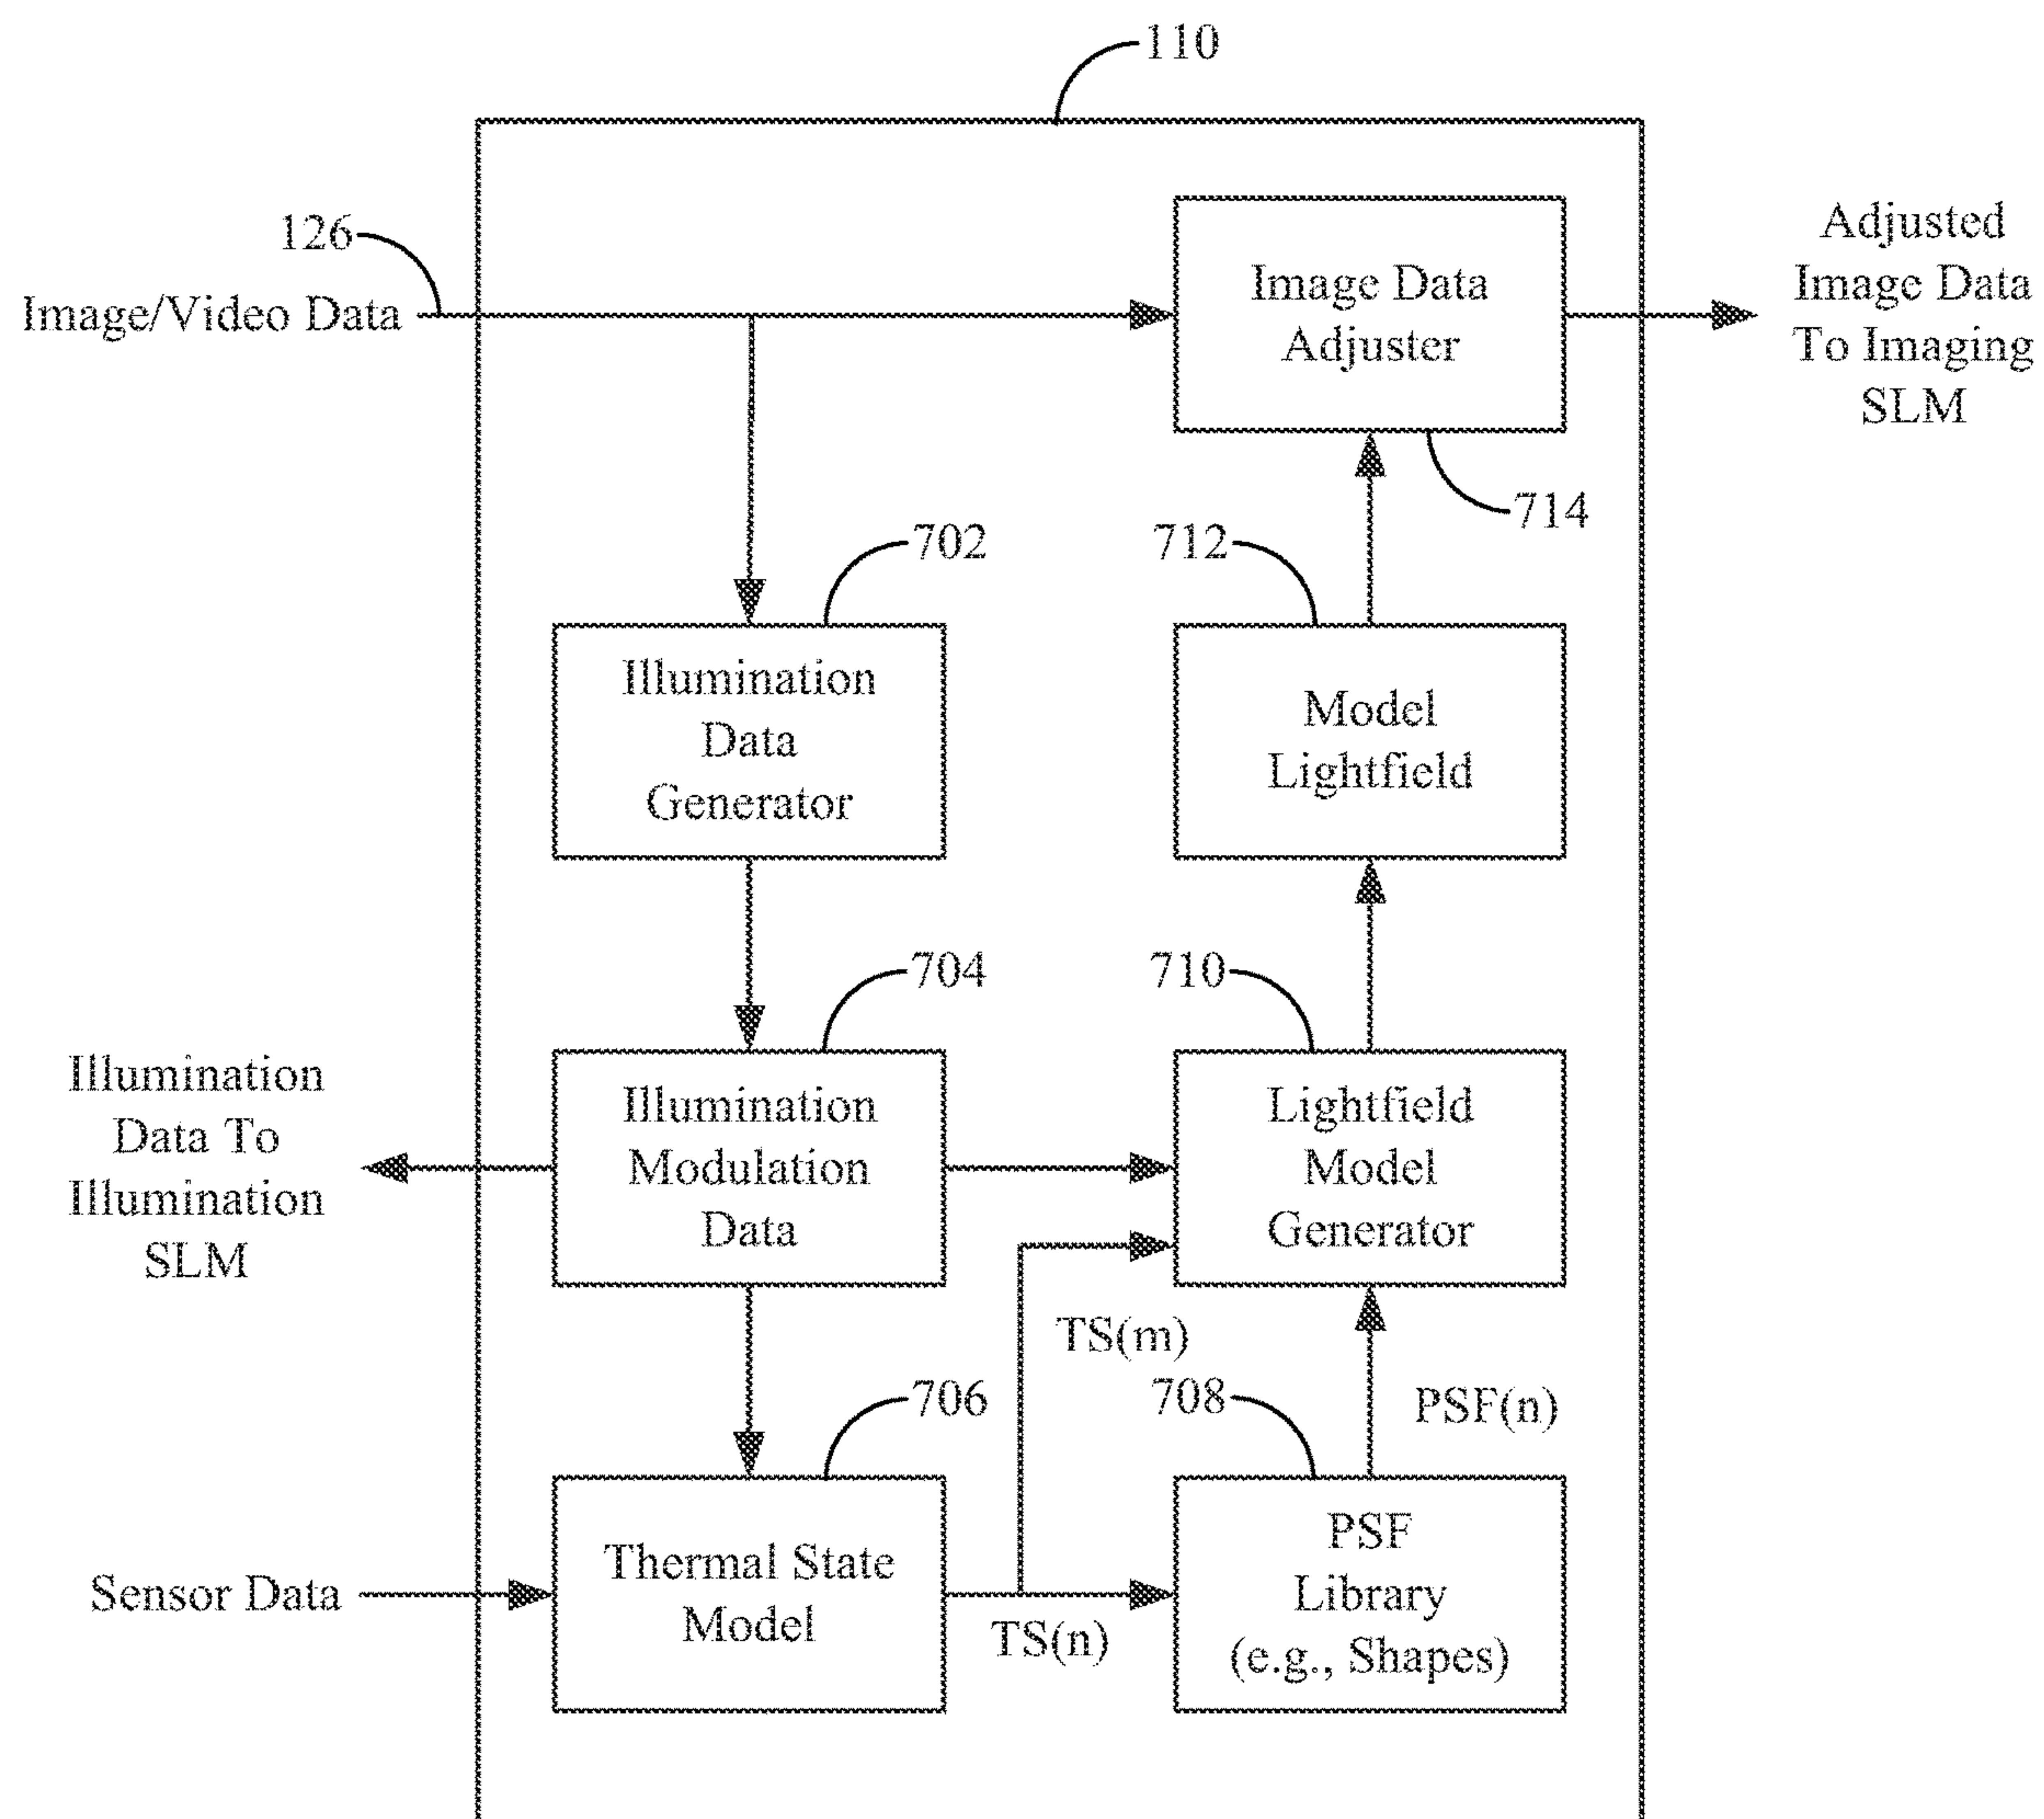 110
126
Image/Video Data
Image Data
Adjuster
Adjusted
Image Data
To Imaging
SLM
714
702
712
Illumination
Data
Generator
Model
Lightfield
704
710
Illumination
Data To
Illumination
SLM
Illumination
Modulation
Data
Lightfield
Model
Generator
TS(m)
706
708
PSF(n)
Sensor Data
Thermal State
Model
TS(n)
PSF
Library
(e.g., Shapes)